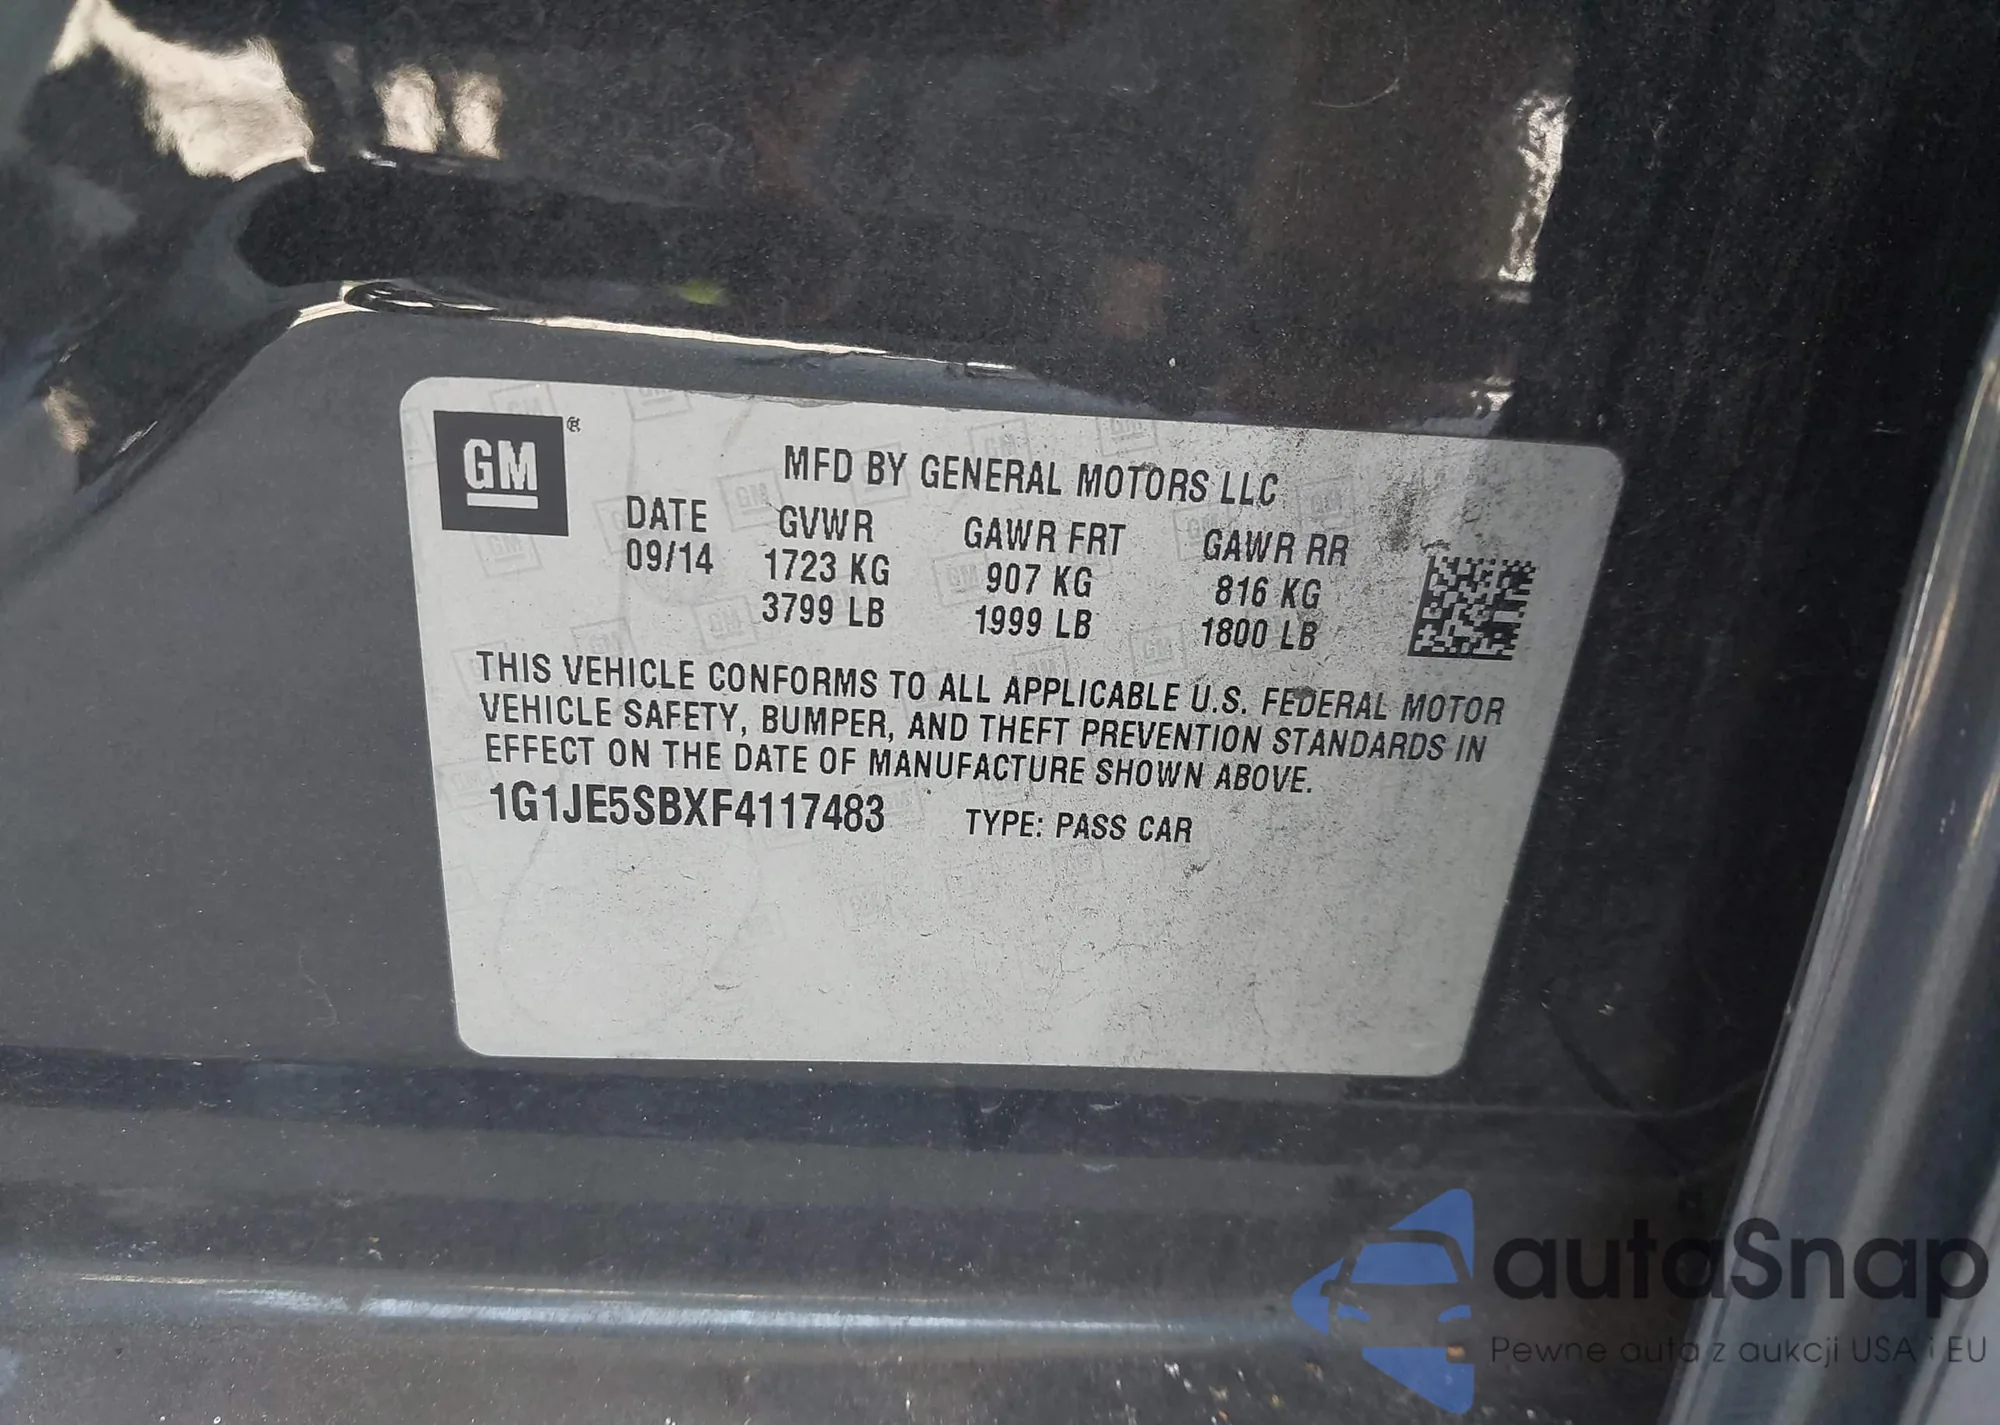 GM ®
MFD BY GENERAL MOTORS LLC
DATE GVWR GAWR FRT GAWR RR
09/14 1723 KG 907 KG 816 KG
3799 LB 1999 LB 1800 LB
THIS VEHICLE CONFORMS TO ALL APPLICABLE U.S. FEDERAL MOTOR
VEHICLE SAFETY, BUMPER, AND THEFT PREVENTION STANDARDS IN
EFFECT ON THE DATE OF MANUFACTURE SHOWN ABOVE.
1G1JE5SBXF4117483 TYPE: PASS CAR
autaSnap
Pewne auta z aukcji USA i EU